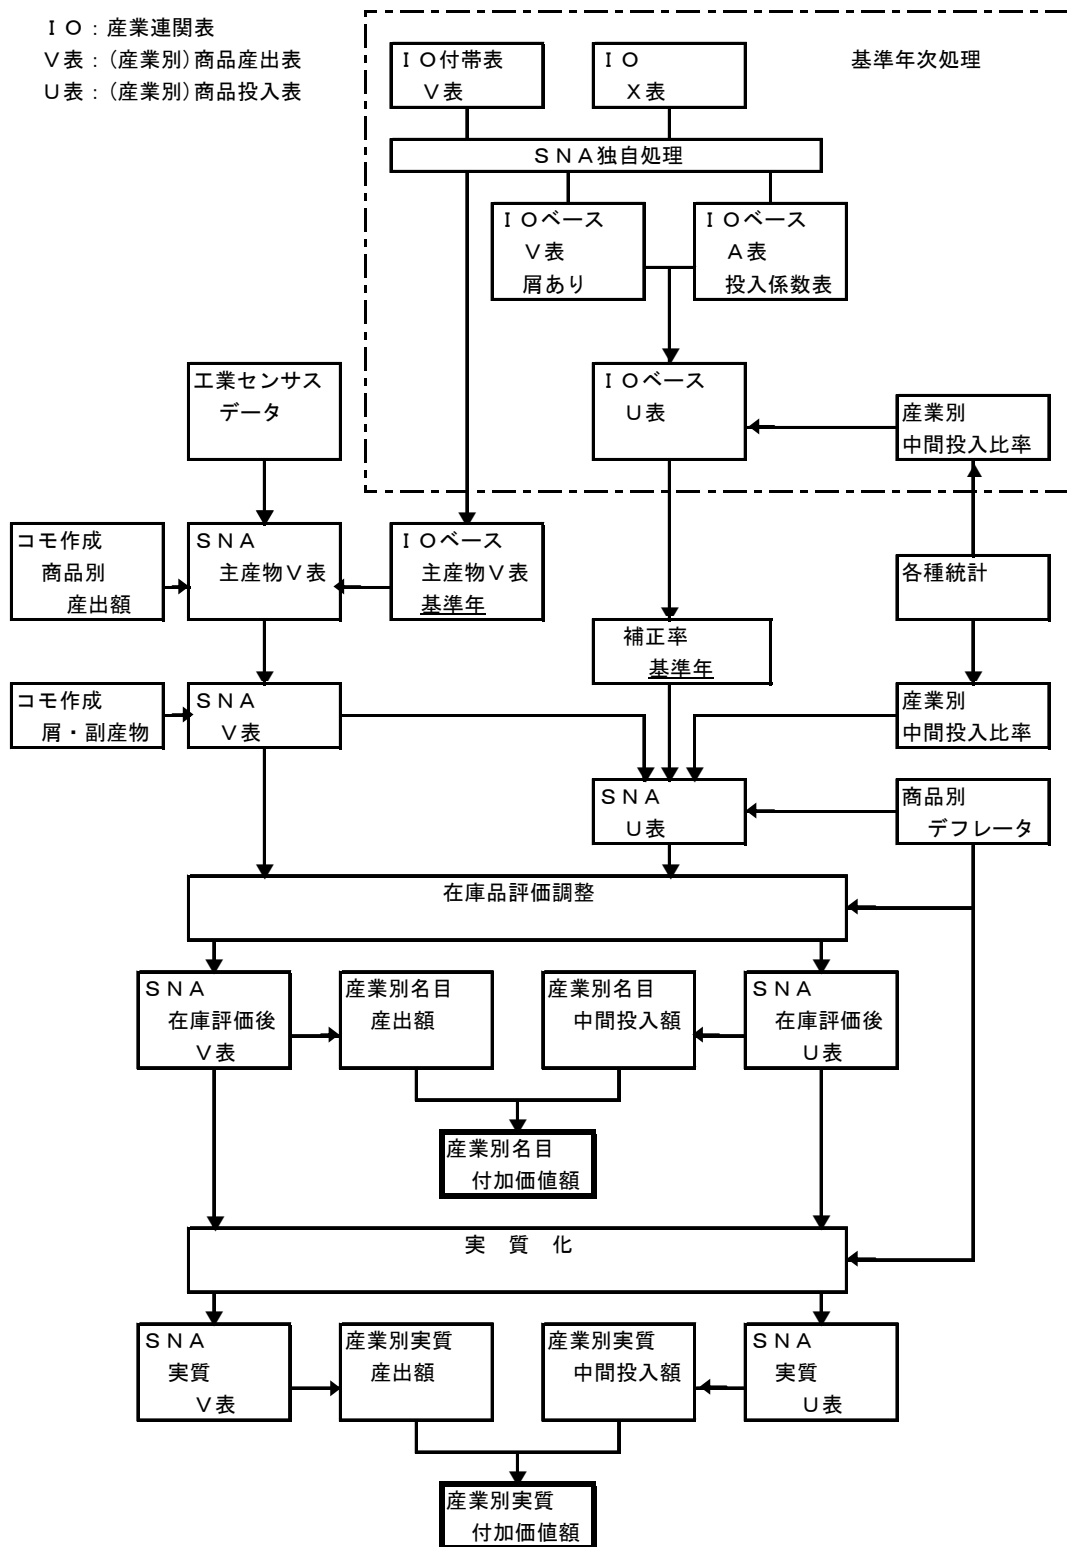 ＩＯ：産業連関表
Ｖ表：(産業別)商品産出表
Ｕ表：(産業別)商品投入表
基準年次処理
ＩＯ付帯表
Ｖ表
ＩＯ
Ｘ表
ＳＮＡ独自処理
ＩＯベース
Ｖ表
屑あり
ＩＯベース
Ａ表
投入係数表
工業センサス
データ
ＩＯベース
Ｕ表
産業別
中間投入比率
コモ作成
商品別
産出額
ＳＮＡ
主産物Ｖ表
ＩＯベース
主産物Ｖ表
基準年
各種統計
補正率
基準年
コモ作成
屑・副産物
ＳＮＡ
Ｖ表
産業別
中間投入比率
ＳＮＡ
Ｕ表
商品別
デフレータ
在庫品評価調整
ＳＮＡ
在庫評価後
Ｖ表
産業別名目
産出額
産業別名目
中間投入額
ＳＮＡ
在庫評価後
Ｕ表
産業別名目
付加価値額
実　質　化
ＳＮＡ
実質
Ｖ表
産業別実質
産出額
産業別実質
中間投入額
ＳＮＡ
実質
Ｕ表
産業別実質
付加価値額